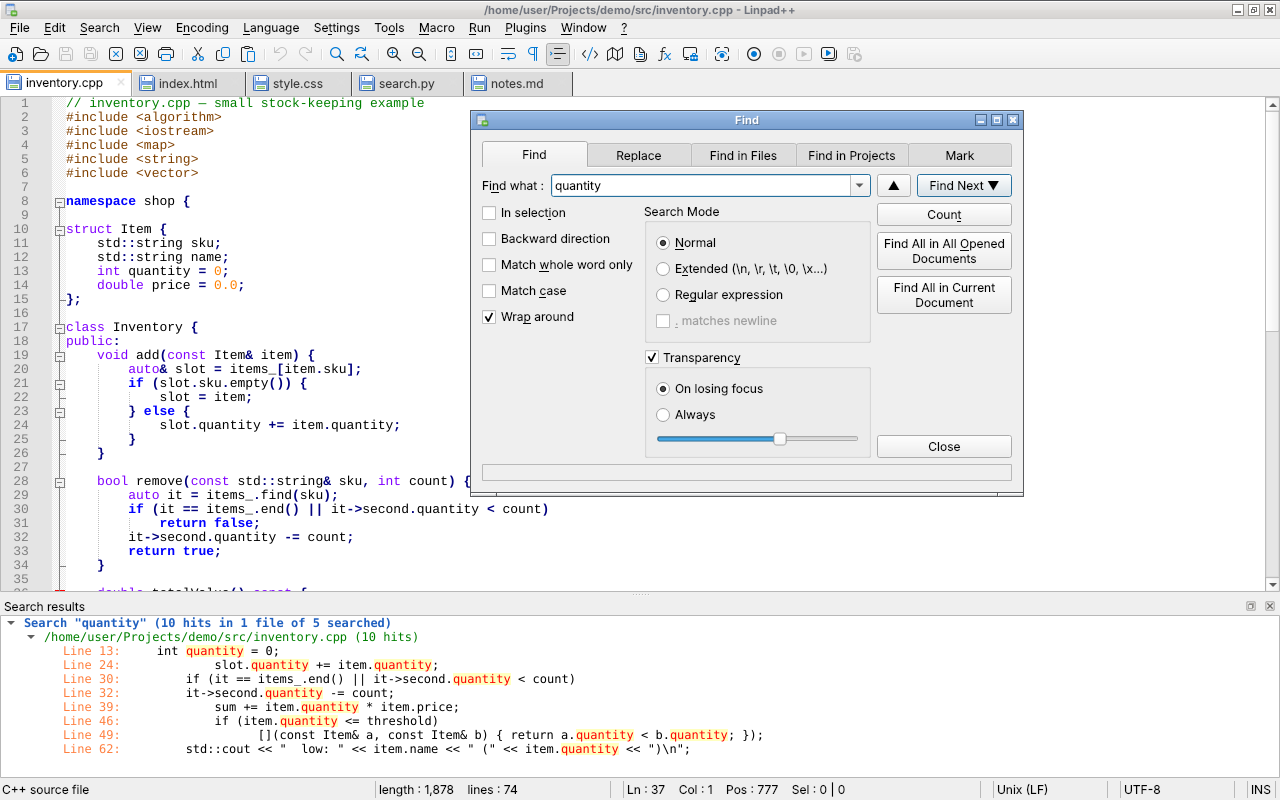 /home/user/Projects/demo/src/inventory.cpp - Linpad++
File Edit Search View Encoding Language Settings Tools Macro Run Plugins Window ?
inventory.cpp index.html style.css search.py notes.md
1 // inventory.cpp — small stock-keeping example
2 #include <algorithm>
3 #include <iostream>
4 #include <map>
5 #include <string>
6 #include <vector>
7
8 namespace shop {
9
10 struct Item {
11 std::string sku;
12 std::string name;
13 int quantity = 0;
14 double price = 0.0;
15 };
16
17 class Inventory {
18 public:
19 void add(const Item& item) {
20 auto& slot = items_[item.sku];
21 if (slot.sku.empty()) {
22 slot = item;
23 } else {
24 slot.quantity += item.quantity;
25 }
26 }
27
28 bool remove(const std::string& sku, int count) {
29 auto it = items_.find(sku);
30 if (it == items_.end() || it->second.quantity < count)
31 return false;
32 it->second.quantity -= count;
33 return true;
34 }
35
36 double totalValue() const {
Find
Find Replace Find in Files Find in Projects Mark
Find what : quantity
Find Next ▼
In selection
Backward direction
Match whole word only
Match case
Wrap around
Search Mode
Normal
Extended (\n, \r, \t, \0, \x...)
Regular expression
. matches newline
Transparency
On losing focus
Always
Count
Find All in All Opened
Documents
Find All in Current
Document
Close
Search results
Search "quantity" (10 hits in 1 file of 5 searched)
/home/user/Projects/demo/src/inventory.cpp (10 hits)
Line 13: int quantity = 0;
Line 24: slot.quantity += item.quantity;
Line 30: if (it == items_.end() || it->second.quantity < count)
Line 32: it->second.quantity -= count;
Line 39: sum += item.quantity * item.price;
Line 46: if (item.quantity <= threshold)
Line 49: [](const Item& a, const Item& b) { return a.quantity < b.quantity; });
Line 62: std::cout << "  low: " << item.name << " (" << item.quantity << ")\n";
C++ source file length : 1,878 lines : 74 Ln : 37 Col : 1 Pos : 777 Sel : 0 | 0 Unix (LF) UTF-8 INS